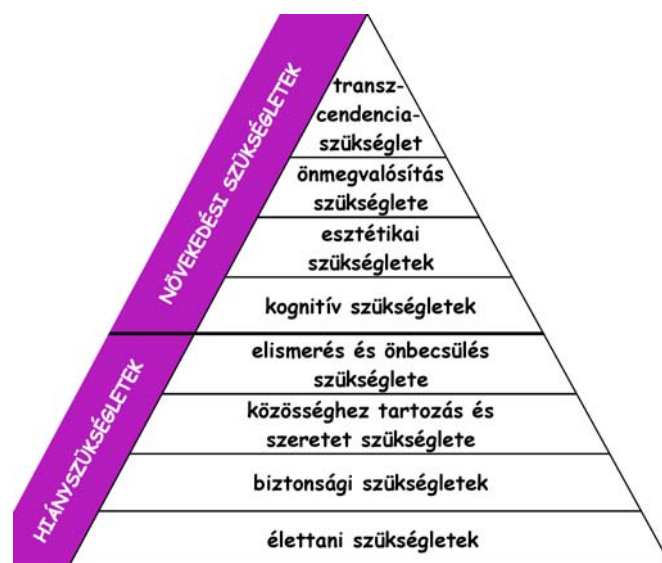 NÖVEKEDÉSI SZÜKSÉGLETEK
transz-
cendencia-
szükséglet
önmegvalósítás
szükséglete
esztétikai
szükségletek
kognitív szükségletek
HIÁNYSZÜKSÉGLETEK
elismerés és önbecsülés
szükséglete
közösséghez tartozás és
szeretet szükséglete
biztonsági szükségletek
élettani szükségletek